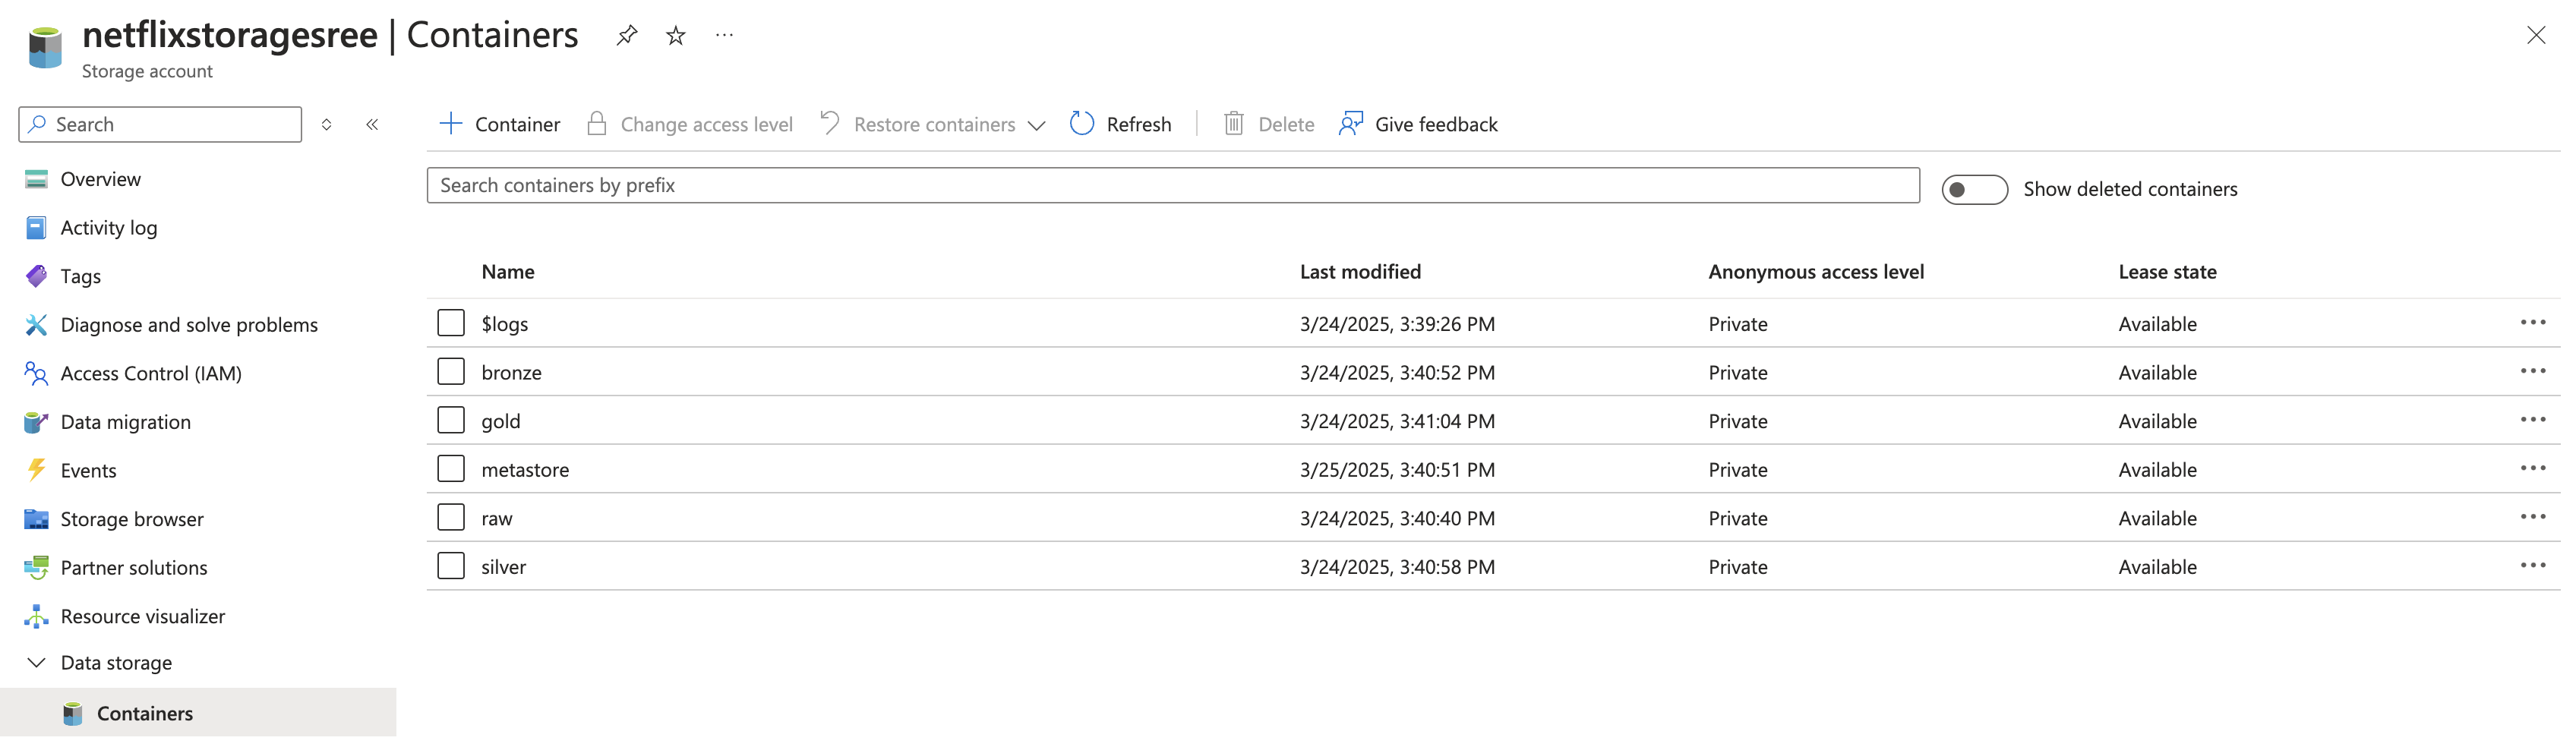 netflixstoragesree | Containers
Storage account
Search
Container Change access level Restore containers Refresh Delete Give feedback
Overview
Activity log
Tags
Diagnose and solve problems
Access Control (IAM)
Data migration
Events
Storage browser
Partner solutions
Resource visualizer
Data storage
Containers
Search containers by prefix
Show deleted containers
Name Last modified Anonymous access level Lease state
$logs 3/24/2025, 3:39:26 PM Private Available
bronze 3/24/2025, 3:40:52 PM Private Available
gold 3/24/2025, 3:41:04 PM Private Available
metastore 3/25/2025, 3:40:51 PM Private Available
raw 3/24/2025, 3:40:40 PM Private Available
silver 3/24/2025, 3:40:58 PM Private Available